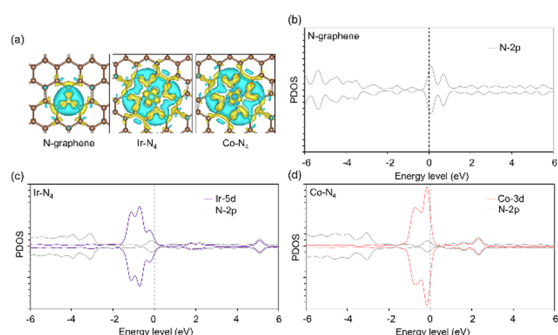 (a)
N-graphene
Ir-N₄
Co-N₄
(b)
N-graphene
N-2p
PDOS
-6
-4
-2
0
2
4
6
Energy level (eV)
(c)
Ir-N₄
Ir-5d
N-2p
PDOS
-6
-4
-2
0
2
4
6
Energy level (eV)
(d)
Co-N₄
Co-3d
N-2p
PDOS
-6
-4
-2
0
2
4
6
Energy level (eV)